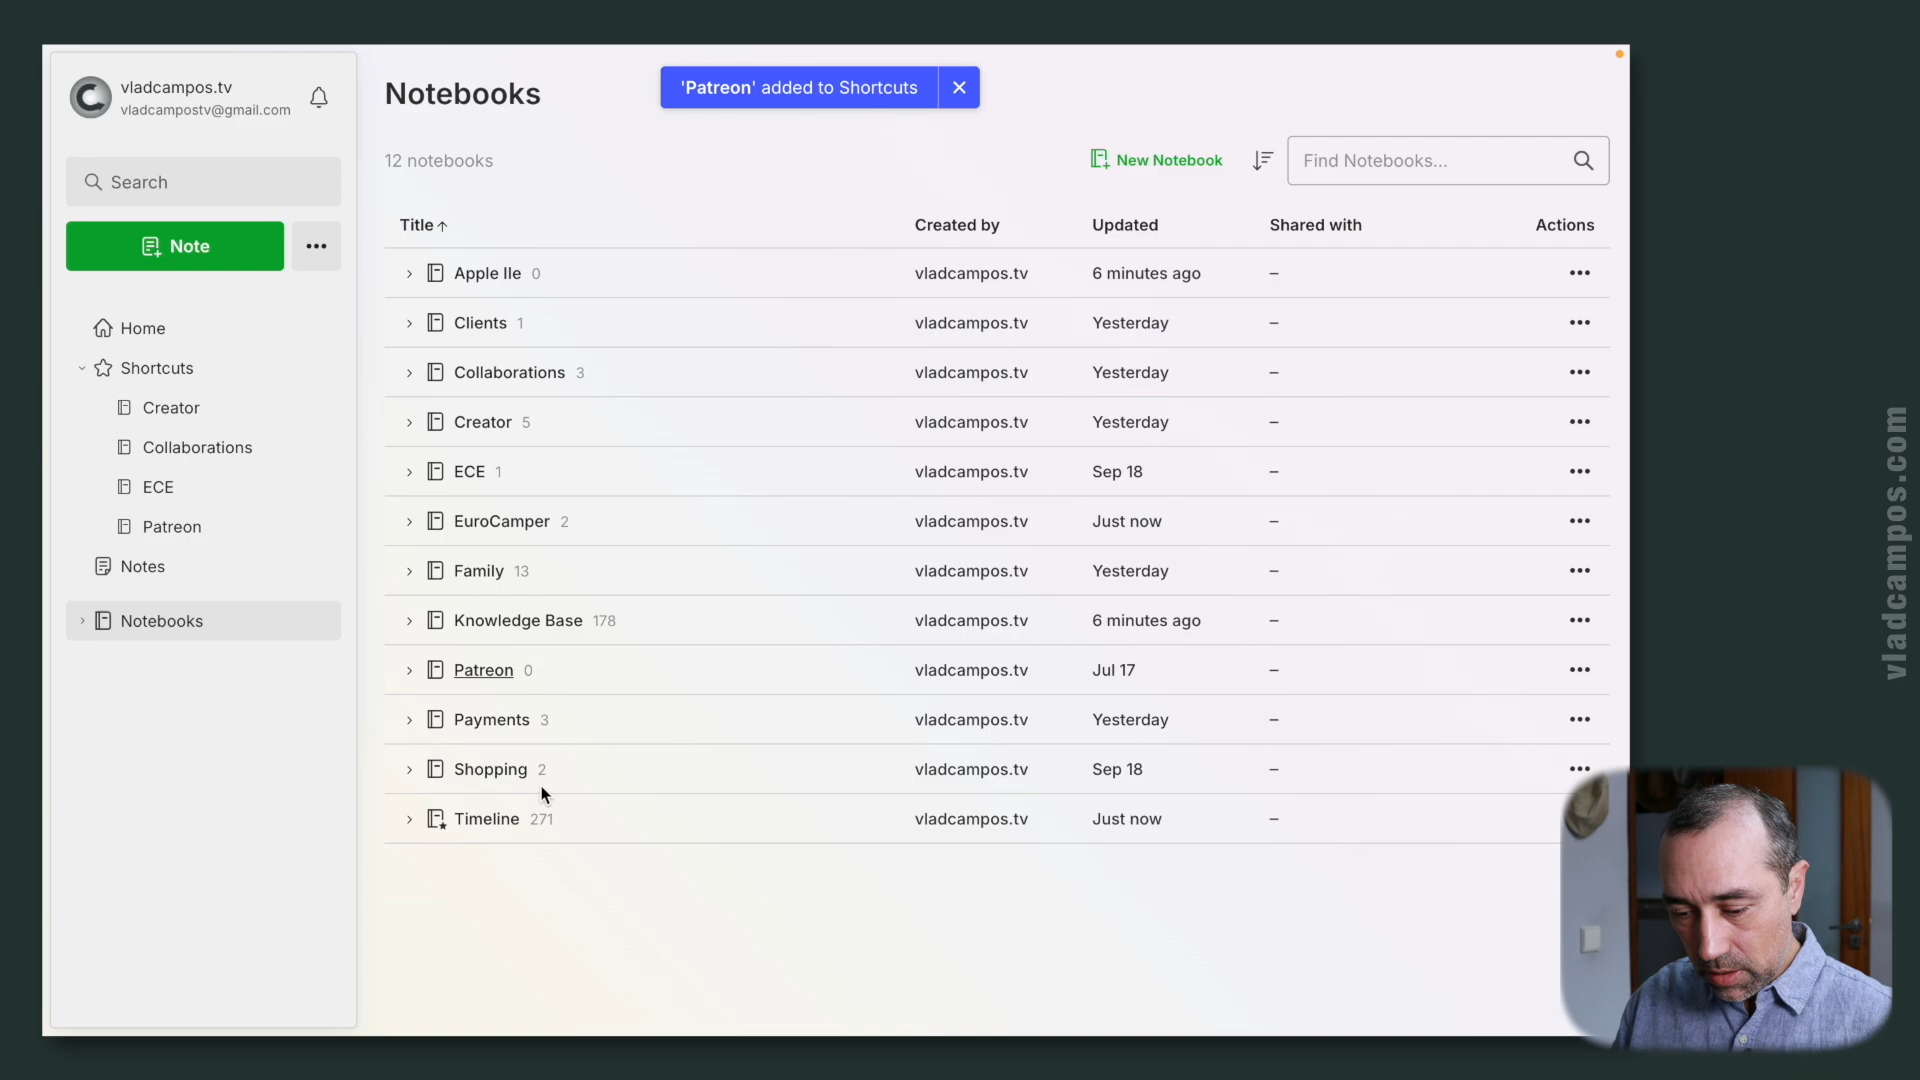 vladcampos.tv
vladcampostv@gmail.com
Search
Note
Home
Shortcuts
Creator
Collaborations
ECE
Patreon
Notes
Notebooks
Notebooks
'Patreon' added to Shortcuts
12 notebooks
New Notebook
Find Notebooks...
Title Created by Updated Shared with Actions
Apple IIe 0 vladcampos.tv 6 minutes ago –
Clients 1 vladcampos.tv Yesterday –
Collaborations 3 vladcampos.tv Yesterday –
Creator 5 vladcampos.tv Yesterday –
ECE 1 vladcampos.tv Sep 18 –
EuroCamper 2 vladcampos.tv Just now –
Family 13 vladcampos.tv Yesterday –
Knowledge Base 178 vladcampos.tv 6 minutes ago –
Patreon 0 vladcampos.tv Jul 17 –
Payments 3 vladcampos.tv Yesterday –
Shopping 2 vladcampos.tv Sep 18 –
Timeline 271 vladcampos.tv Just now –
vladcampos.com